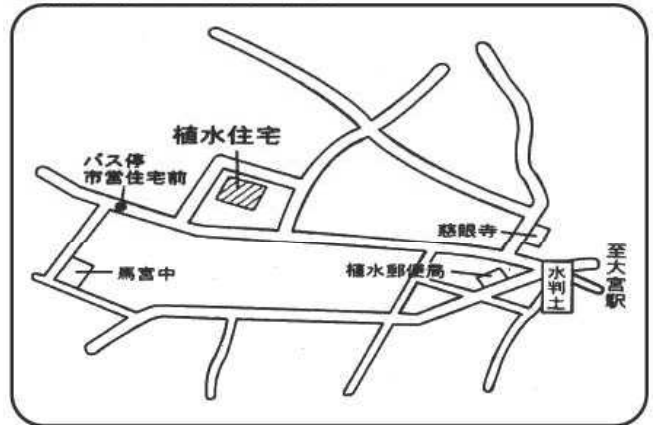 植水住宅
バス停
市営住宅前
慈眼寺
植水郵便局
馬宮中
水判土
至大宮駅